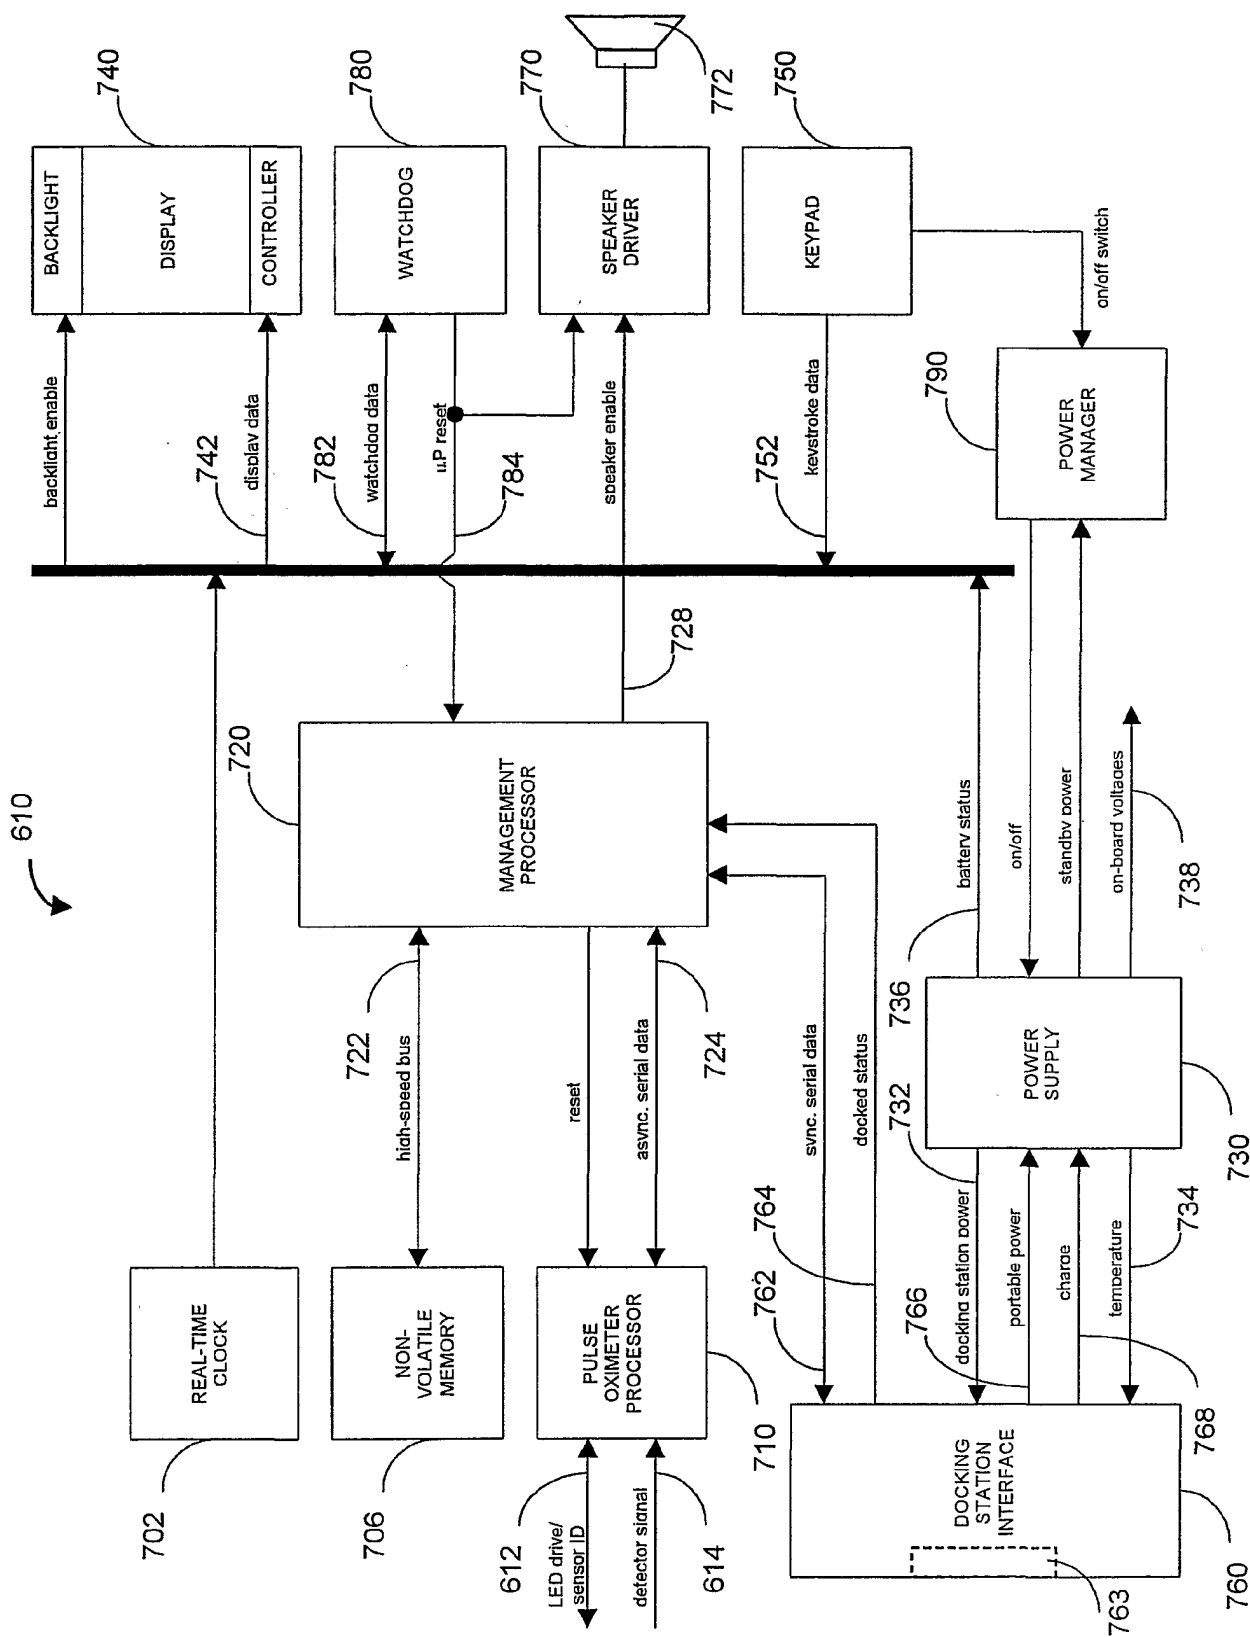 610
702
REAL-TIME
CLOCK
706
NON-
VOLATILE
MEMORY
612
LED drive/
sensor ID
detector signal
614
PULSE
OXIMETER
PROCESSOR
710
763
DOCKING
STATION
INTERFACE
760
722
high-speed bus
reset
async. serial data
724
762
764
sync. serial data
docked status
766
732
docking station power
portable power
charge
temperature
768
734
720
MANAGEMENT
PROCESSOR
728
736
POWER
SUPPLY
730
battery status
on/off
standby power
on-board voltages
738
backlight enable
742
display data
782
watchdog data
uP reset
784
speaker enable
752
keystroke data
790
POWER
MANAGER
on/off switch
740
BACKLIGHT
DISPLAY
CONTROLLER
780
WATCHDOG
770
SPEAKER
DRIVER
772
750
KEYPAD